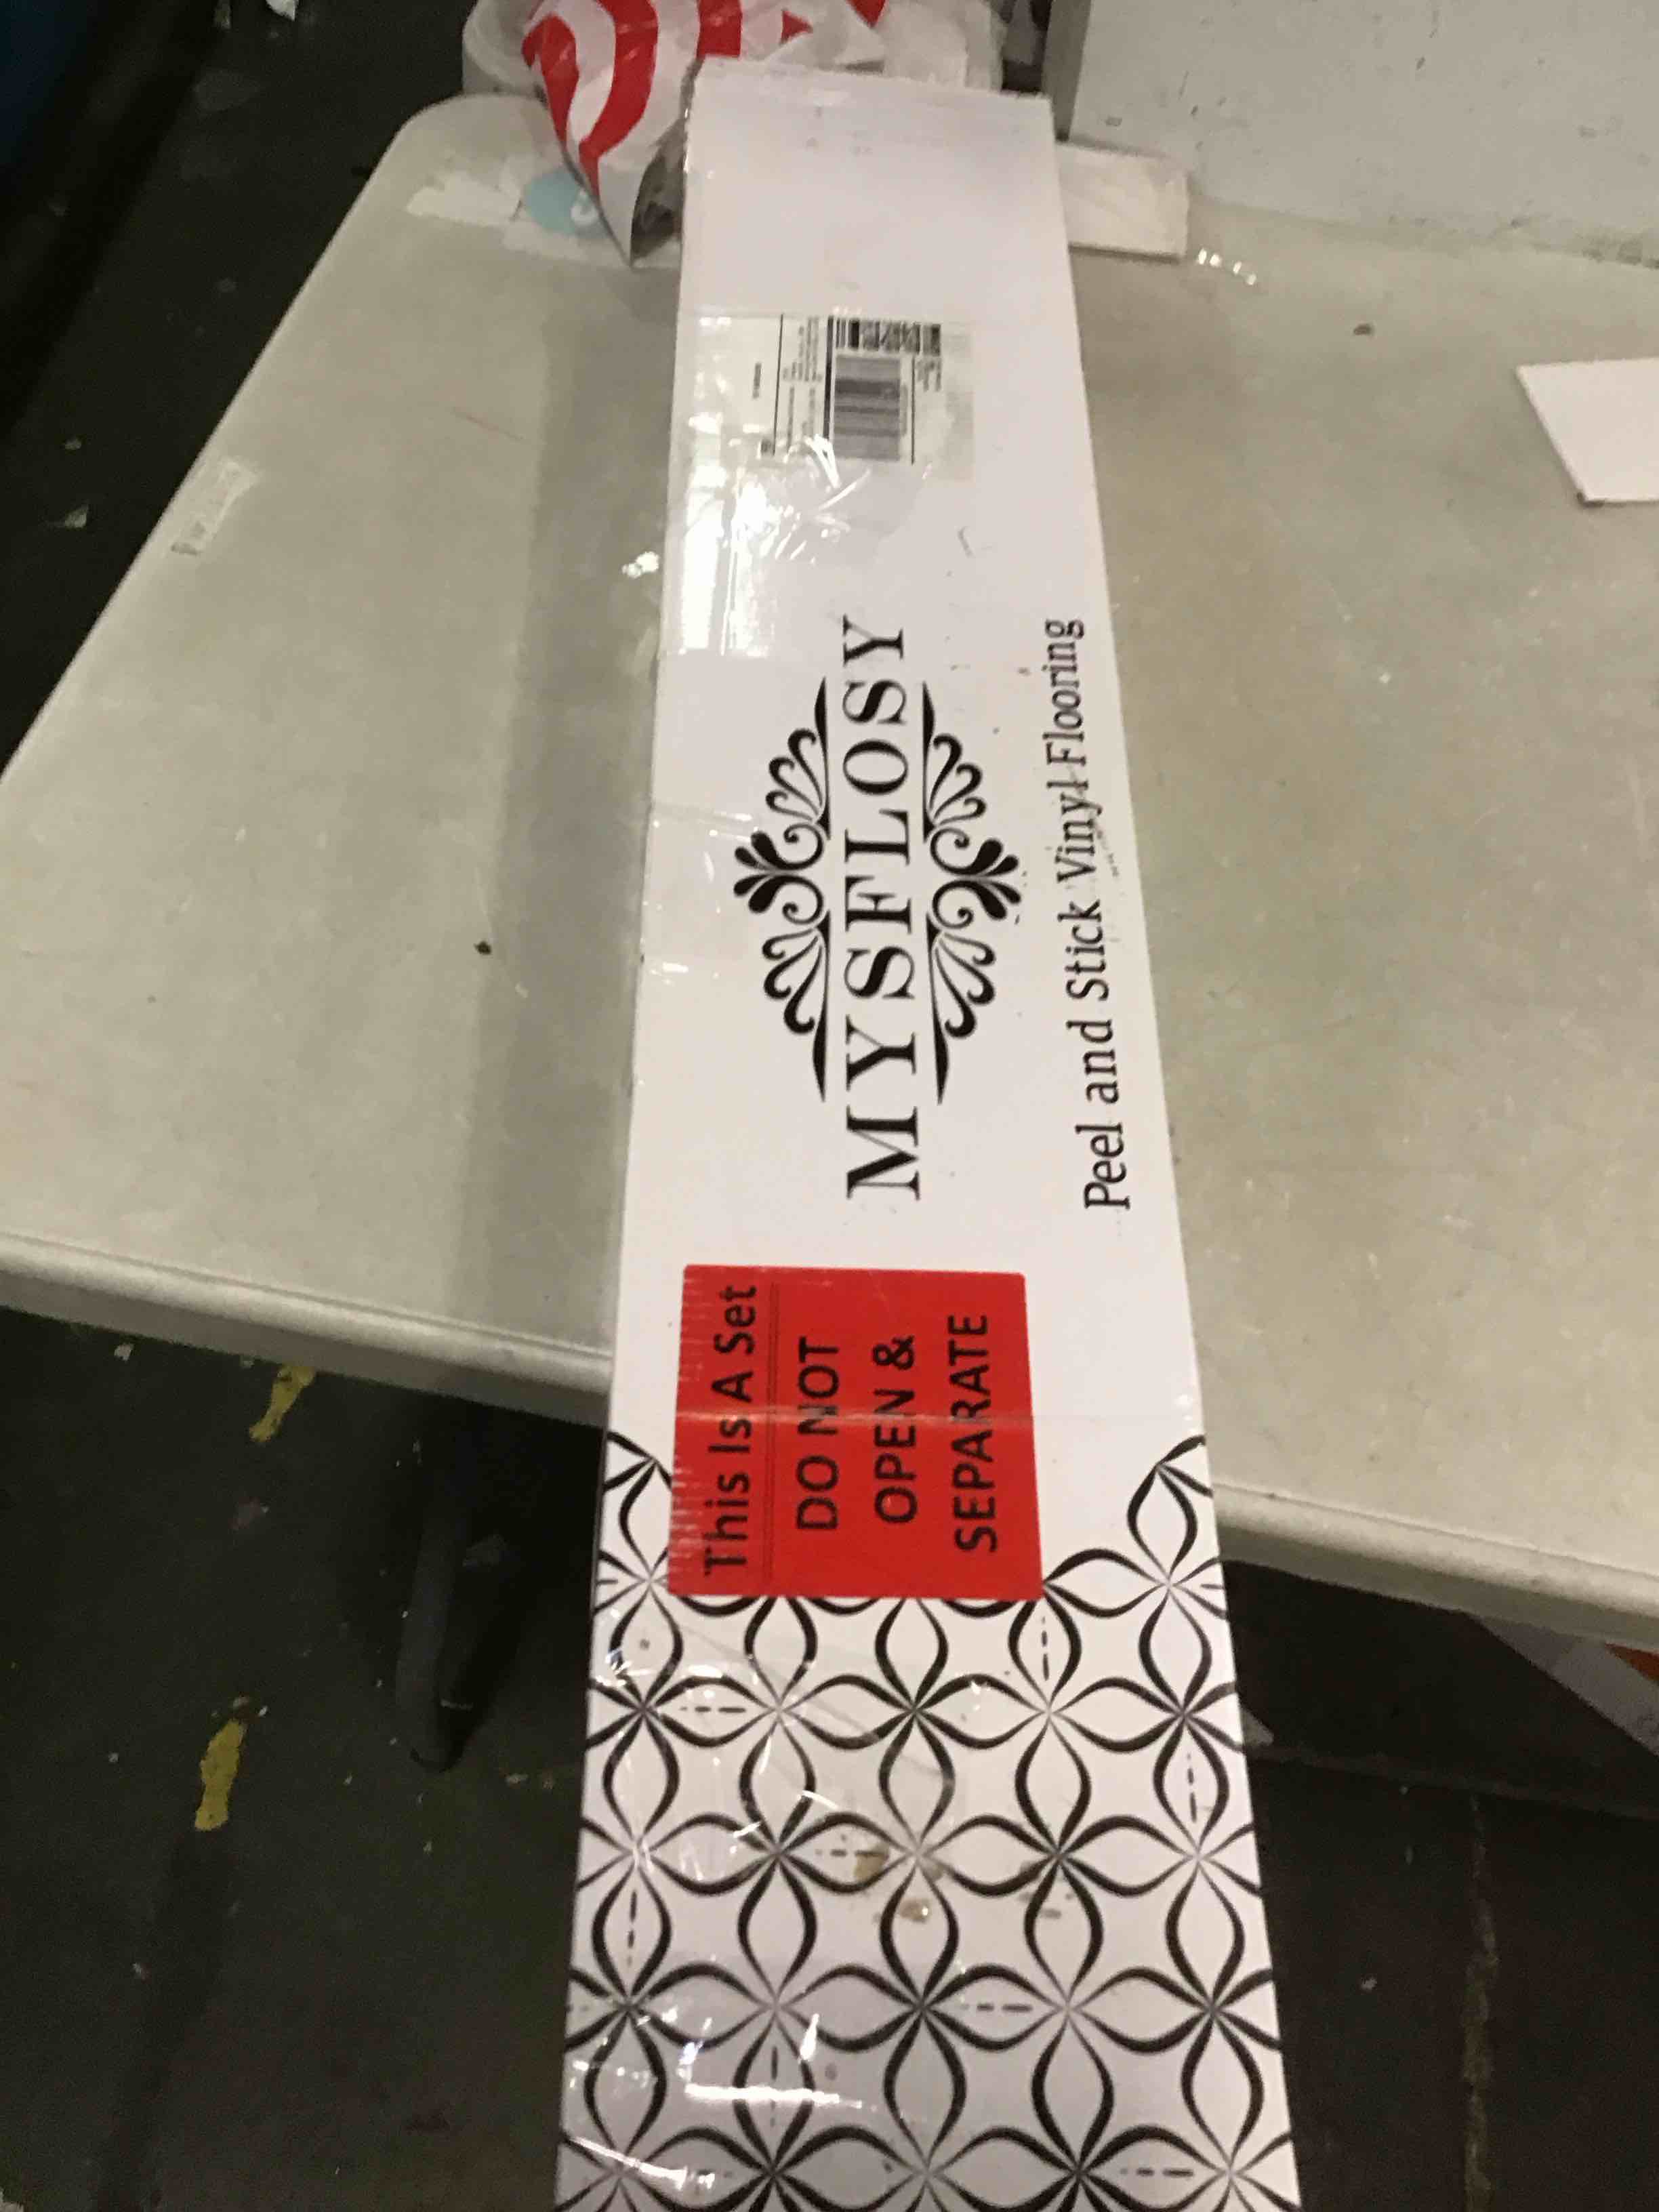 MYSFLOSY
Peel and Stick Vinyl Flooring
This Is A Set
DO NOT
OPEN &
SEPARATE